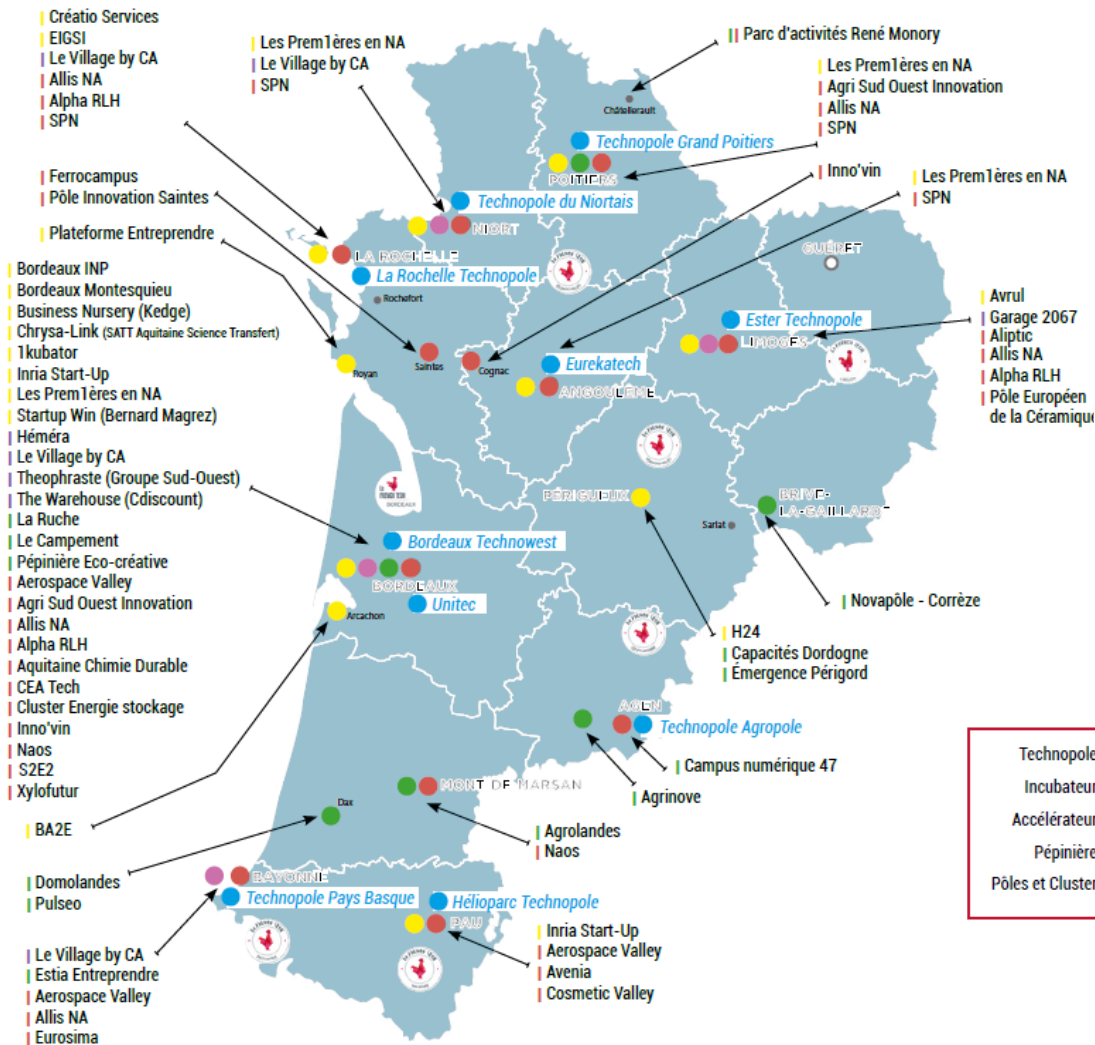 Créatio Services
EIGSI
Le Village by CA
Allis NA
Alpha RLH
SPN
Les Prem1ères en NA
Le Village by CA
SPN
Parc d'activités René Monory
Les Prem1ères en NA
Agri Sud Ouest Innovation
Allis NA
SPN
Châtellerault
Technopole Grand Poitiers
POITIERS
Ferrocampus
Pôle Innovation Saintes
Inno'vin
Les Prem1ères en NA
SPN
Technopole du Niortais
NIORT
Plateforme Entreprendre
LA ROCHELLE
La Rochelle Technopole
Rochefort
GUÉRET
Bordeaux INP
Bordeaux Montesquieu
Business Nursery (Kedge)
Chrysa-Link (SATT Aquitaine Science Transfert)
1kubator
Inria Start-Up
Les Prem1ères en NA
Startup Win (Bernard Magrez)
Héméra
Le Village by CA
Theophraste (Groupe Sud-Ouest)
The Warehouse (Cdiscount)
La Ruche
Le Campement
Pépinière Eco-créative
Aerospace Valley
Agri Sud Ouest Innovation
Allis NA
Alpha RLH
Aquitaine Chimie Durable
CEA Tech
Cluster Energie stockage
Inno'vin
Naos
S2E2
Xylofutur
Ester Technopole
LIMOGES
Avrul
Garage 2067
Aliptic
Allis NA
Alpha RLH
Pôle Européen
de la Céramique
Royan
Saintes
Cognac
Eurekatech
ANGOULÊME
PÉRIGUEUX
Sarlat
BRIVE-
LA-GAILLARDE
BORDEAUX
Bordeaux Technowest
BORDEAUX
Unitec
Arcachon
Novapôle - Corrèze
H24
Capacités Dordogne
Émergence Périgord
AGEN
Technopole Agropole
Campus numérique 47
Agrinove
MONT DE MARSAN
Dax
BA2E
Agrolandes
Naos
Domolandes
Pulseo
BAYONNE
Technopole Pays Basque
Hélioparc Technopole
PAU
Le Village by CA
Estia Entreprendre
Aerospace Valley
Allis NA
Eurosima
Inria Start-Up
Aerospace Valley
Avenia
Cosmetic Valley
Technopole
Incubateur
Accélérateur
Pépinière
Pôles et Cluster